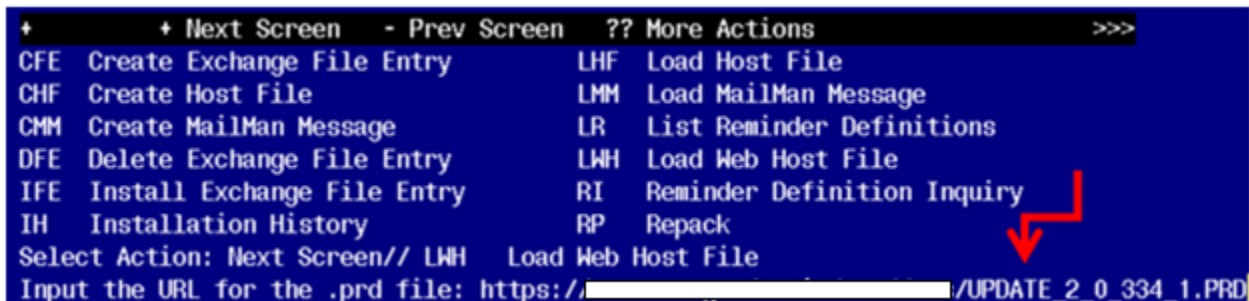 + + Next Screen - Prev Screen ?? More Actions >>>
CFE Create Exchange File Entry LHF Load Host File
CHF Create Host File LMM Load MailMan Message
CMM Create MailMan Message LR List Reminder Definitions
DFE Delete Exchange File Entry LWH Load Web Host File
IFE Install Exchange File Entry RI Reminder Definition Inquiry
IH Installation History RP Repack
Select Action: Next Screen// LWH Load Web Host File
Input the URL for the .prd file: https:// /UPDATE_2_0_334_1.PRD